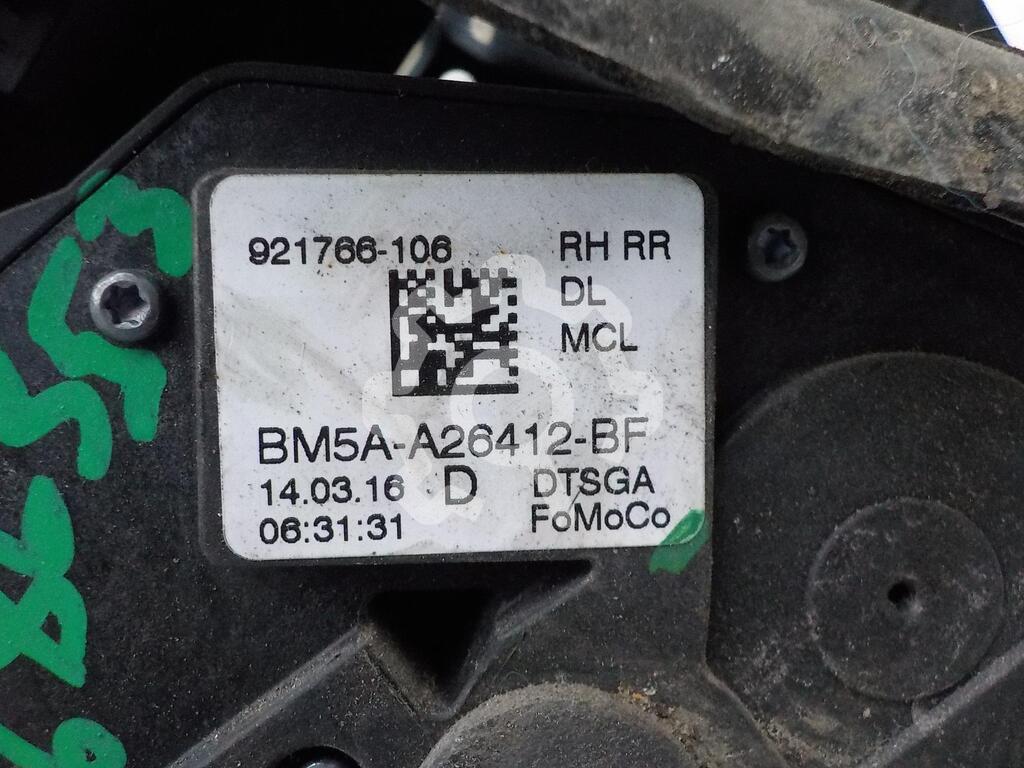 921766-106 RH RR
DL
MCL
BM5A-A26412-BF
14.03.16 D DTSGA
06:31:31 FoMoCo